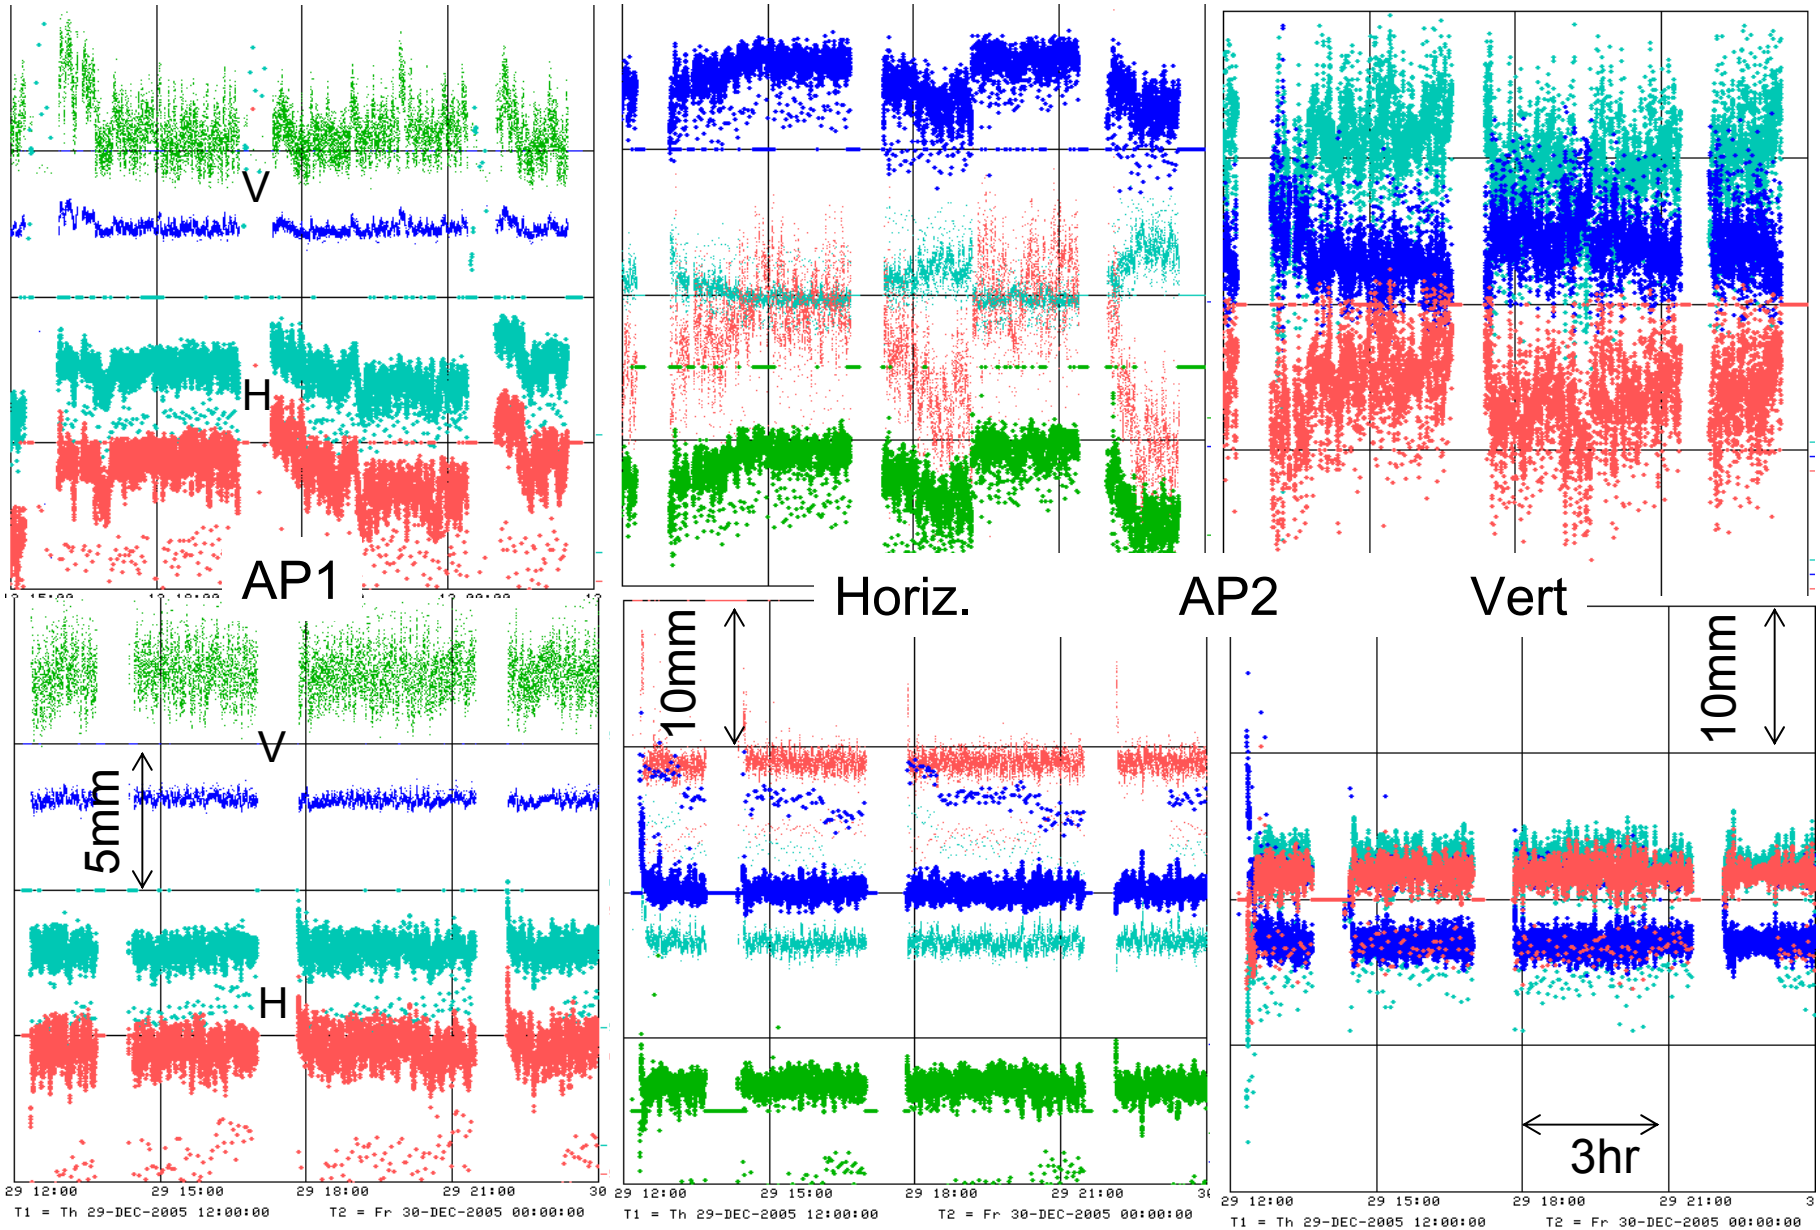 V
H
AP1
Horiz.
AP2
Vert
10mm
10mm
V
5mm
H
3hr
29 12:00:00
29 15:00
29 18:00
29 21:00
30
T1 = Th 29-DEC-2005 12:00:00
T2 = Fr 30-DEC-2005 00:00:00
29 12:00
29 15:00
29 18:00
29 21:00
T1 = Th 29-DEC-2005 12:00:00
T2 = Fr 30-DEC-2005 00:00:00
29 12:00
29 15:00
29 18:00
29 21:00
T1 = Th 29-DEC-2005 12:00:00
T2 = Fr 30-DEC-2005 00:00:00